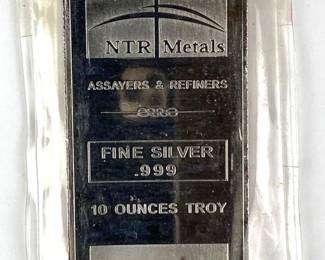 NTR Metals
ASSAYERS & REFINERS
FINE SILVER
.999
10 OUNCES TROY